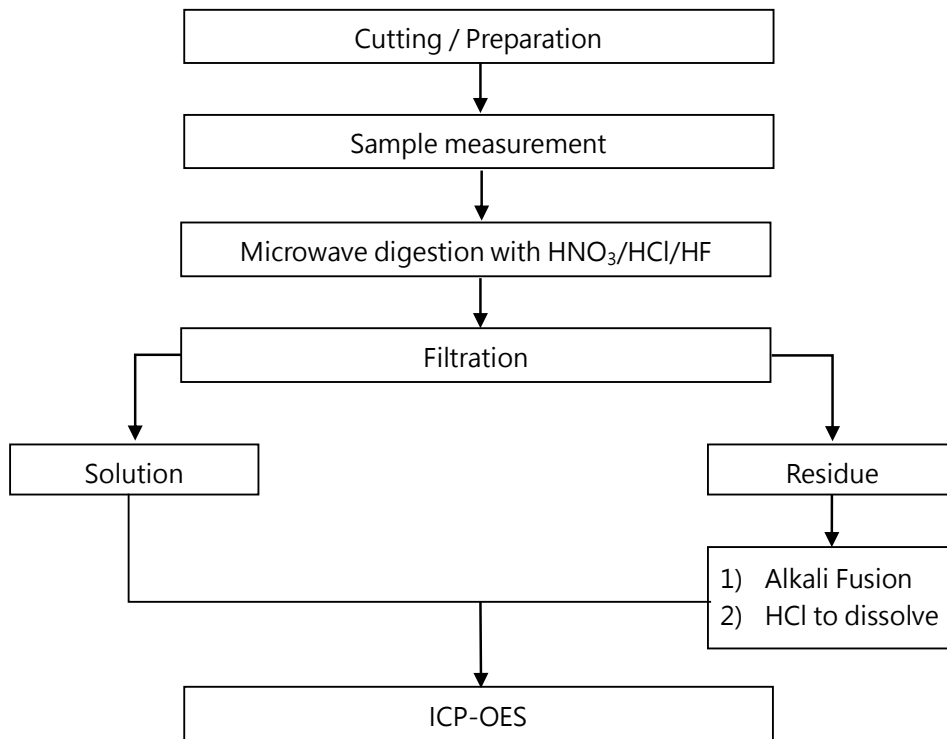 Cutting / Preparation
Sample measurement
Microwave digestion with HNO₃/HCl/HF
Filtration
Solution
Residue
1) Alkali Fusion
2) HCl to dissolve
ICP-OES